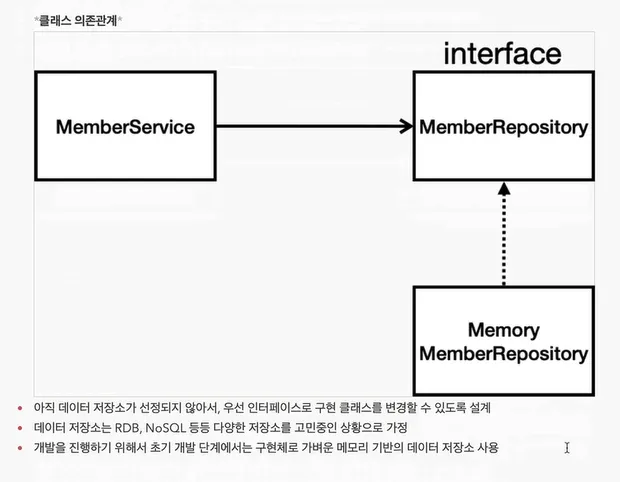 *클래스 의존관계*
interface
MemberService
MemberRepository
Memory
MemberRepository
• 아직 데이터 저장소가 선정되지 않아서, 우선 인터페이스로 구현 클래스를 변경할 수 있도록 설계
• 데이터 저장소는 RDB, NoSQL 등등 다양한 저장소를 고민중인 상황으로 가정
• 개발을 진행하기 위해서 초기 개발 단계에서는 구현체로 가벼운 메모리 기반의 데이터 저장소 사용